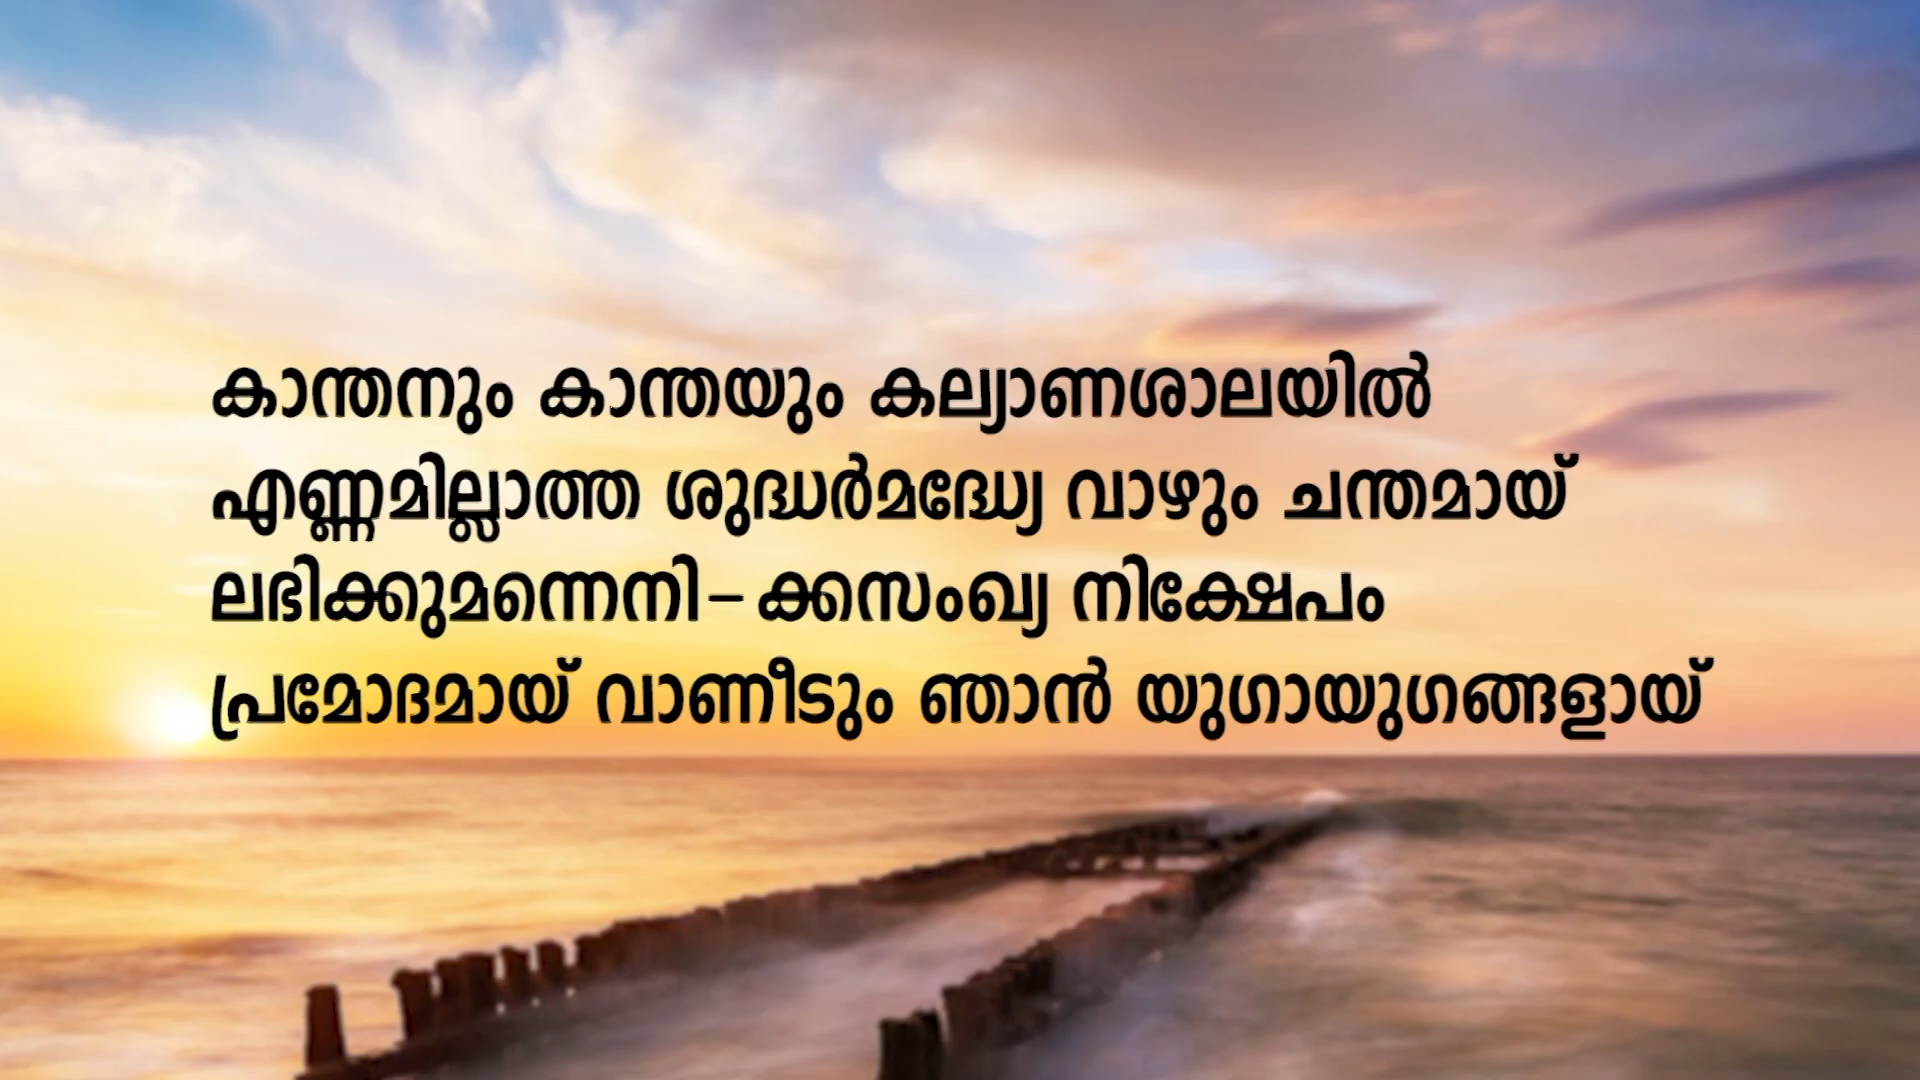 കാന്തനും കാന്തയും കല്യാണശാലയിൽ
എണ്ണമില്ലാത്ത ശുദ്ധർമദ്ധ്യേ വാഴും ചന്തമായ്
ലഭിക്കുമന്നെനി-ക്കസംഖ്യ നിക്ഷേപം
പ്രമോദമായ് വാണീടും ഞാൻ യുഗായുഗങ്ങളായ്